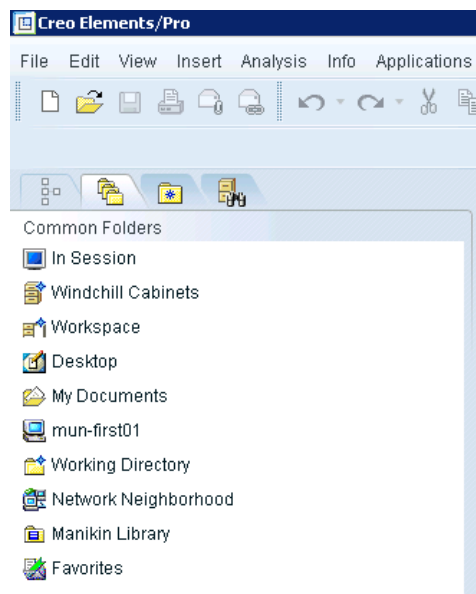 Creo Elements/Pro
File Edit View Insert Analysis Info Applications
Common Folders
In Session
Windchill Cabinets
Workspace
Desktop
My Documents
mun-first01
Working Directory
Network Neighborhood
Manikin Library
Favorites